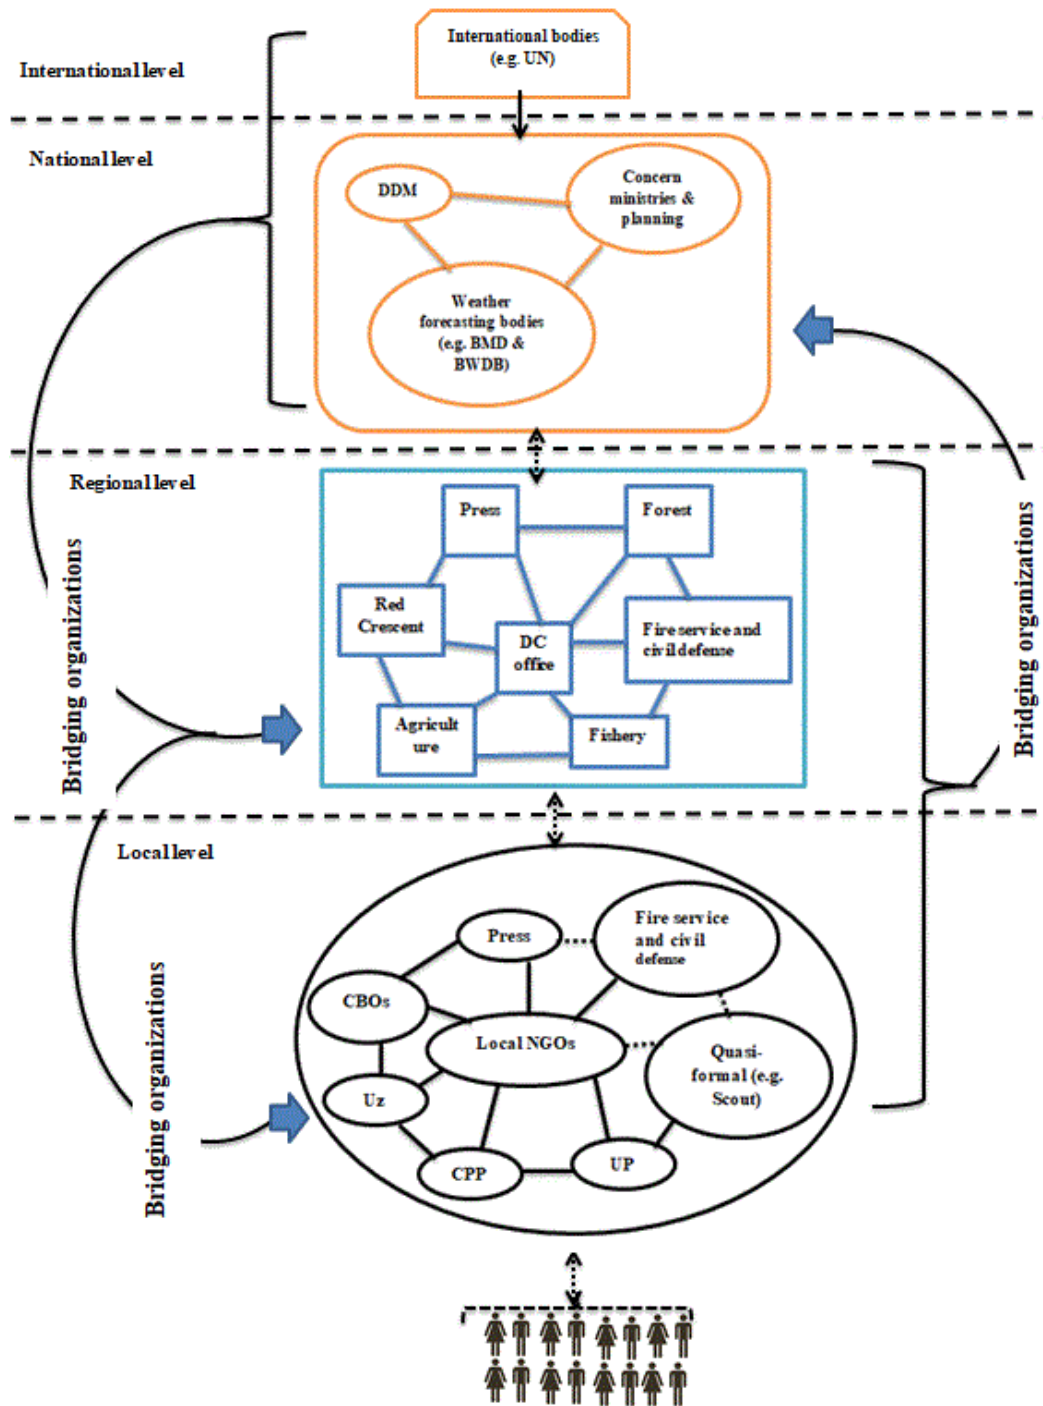 International bodies
(e.g. UN)
International level
National level
DDM
Concern
ministries &
planning
Weather
forecasting bodies
(e.g. BMD &
BWDB)
Regional level
Press
Forest
Red
Crescent
DC
office
Fire service and
civil defense
Agricult
ure
Fishery
Bridging organizations
Bridging organizations
Local level
Press
Fire service
and civil
defense
CBOs
Local NGOs
Quasi-
formal (e.g.
Scout)
Uz
CPP
UP
Bridging organizations